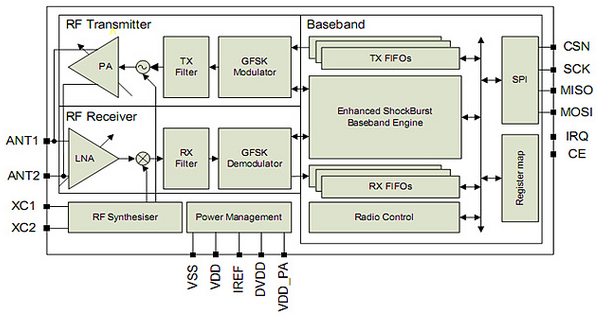 RF Transmitter
Baseband
PA
TX
Filter
GFSK
Modulator
TX FIFOs
SPI
CSN
SCK
MISO
MOSI
Enhanced ShockBurst
Baseband Engine
RF Receiver
IRQ
CE
ANT1
ANT2
LNA
RX
Filter
GFSK
Demodulator
RX FIFOs
Register map
XC1
XC2
RF Synthesiser
Power Management
Radio Control
VSS
VDD
IREF
DVDD
VDD_PA